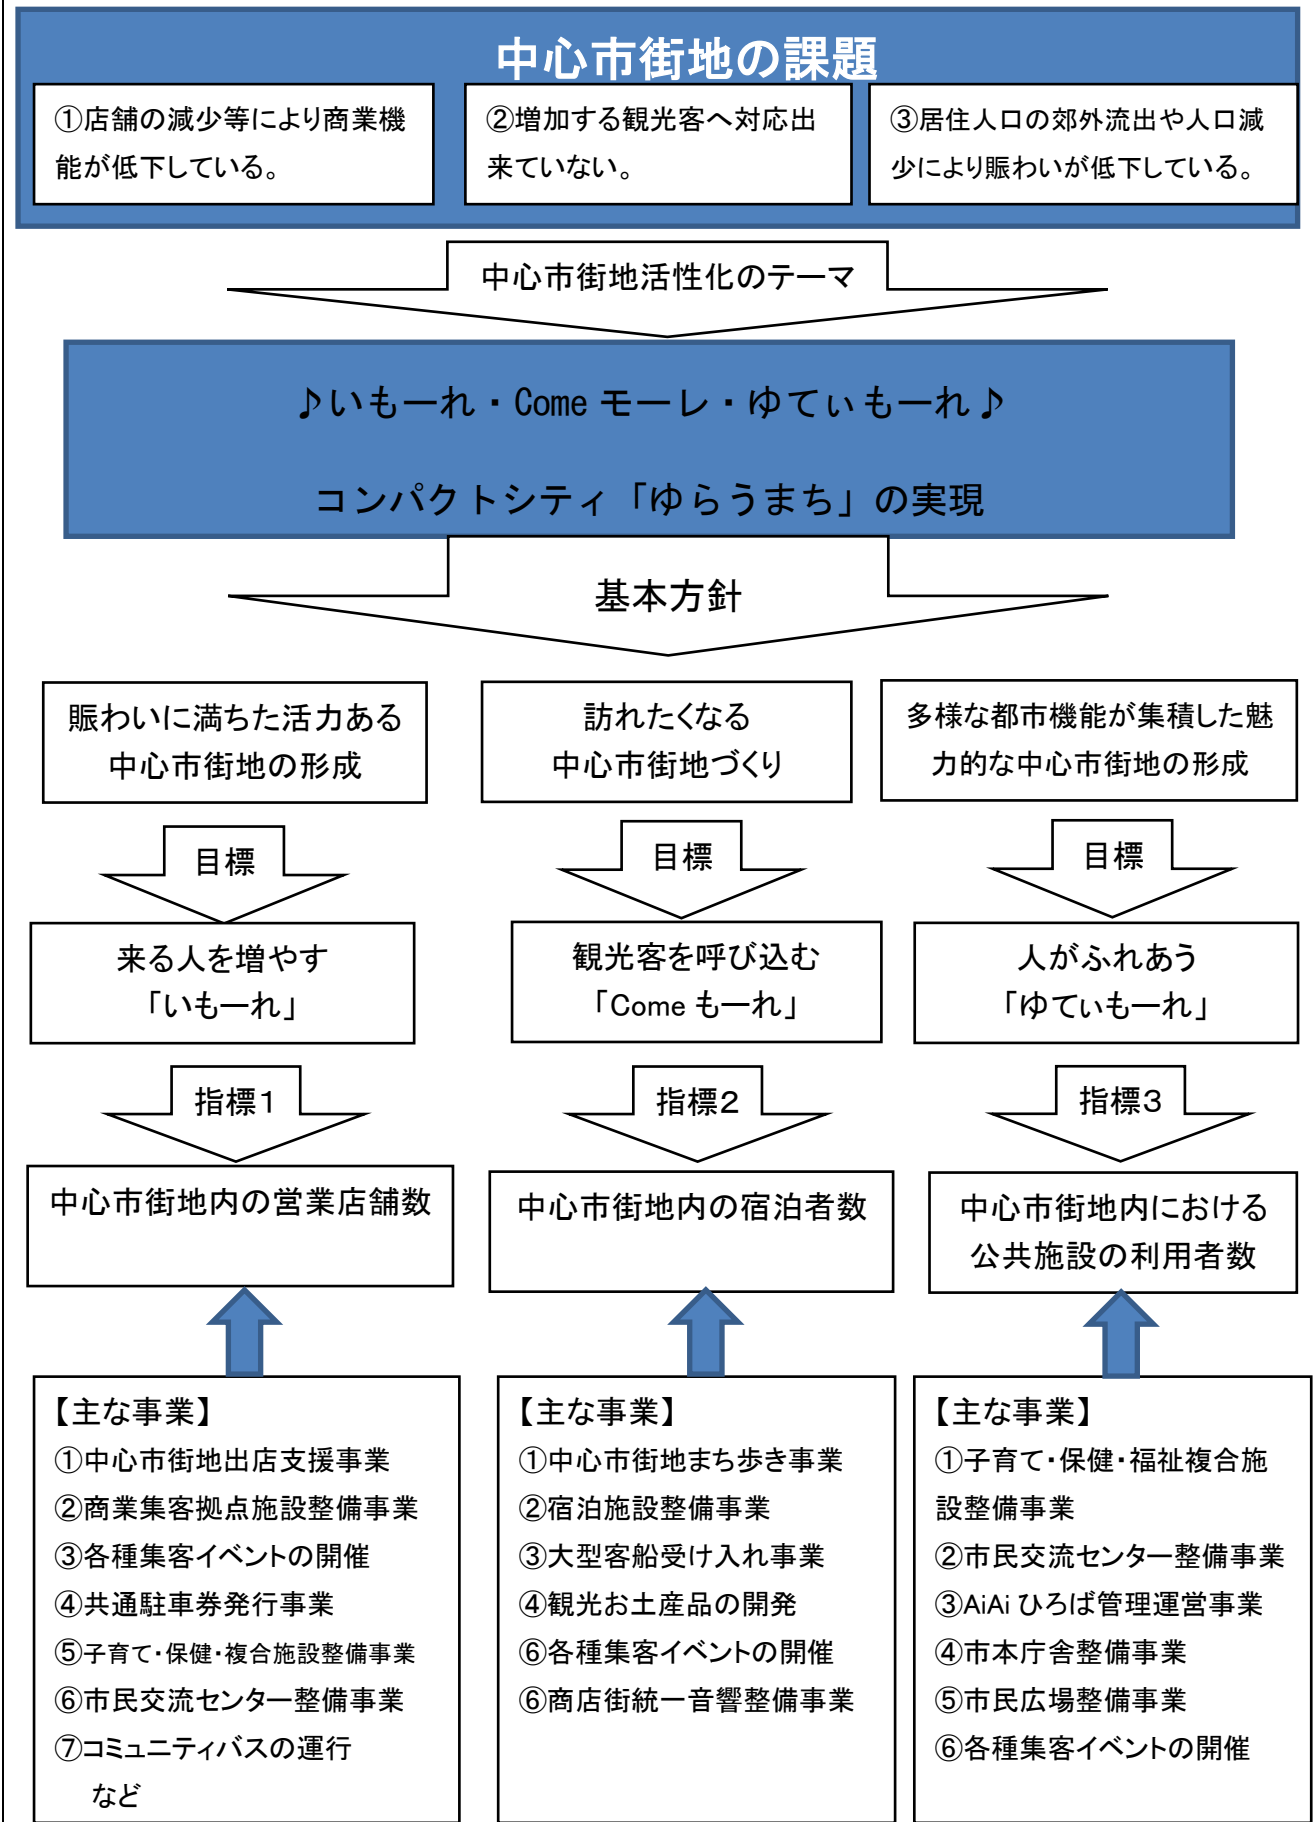 中心市街地の課題
①店舗の減少等により商業機
能が低下している。
②増加する観光客へ対応出
来ていない。
③居住人口の郊外流出や人口減
少により賑わいが低下している。
中心市街地活性化のテーマ
♪いもーれ・Come モーレ・ゆてぃもーれ♪
コンパクトシティ「ゆらうまち」の実現
基本方針
賑わいに満ちた活力ある
中心市街地の形成
訪れたくなる
中心市街地づくり
多様な都市機能が集積した魅
力的な中心市街地の形成
目標
目標
目標
来る人を増やす
「いもーれ」
観光客を呼び込む
「Come もーれ」
人がふれあう
「ゆてぃもーれ」
指標1
指標2
指標3
中心市街地内の営業店舗数
中心市街地内の宿泊者数
中心市街地内における
公共施設の利用者数
【主な事業】
①中心市街地出店支援事業
②商業集客拠点施設整備事業
③各種集客イベントの開催
④共通駐車券発行事業
⑤子育て・保健・複合施設整備事業
⑥市民交流センター整備事業
⑦コミュニティバスの運行
など
【主な事業】
①中心市街地まち歩き事業
②宿泊施設整備事業
③大型客船受け入れ事業
④観光お土産品の開発
⑥各種集客イベントの開催
⑥商店街統一音響整備事業
【主な事業】
①子育て・保健・福祉複合施
設整備事業
②市民交流センター整備事業
③AiAi ひろば管理運営事業
④市本庁舎整備事業
⑤市民広場整備事業
⑥各種集客イベントの開催